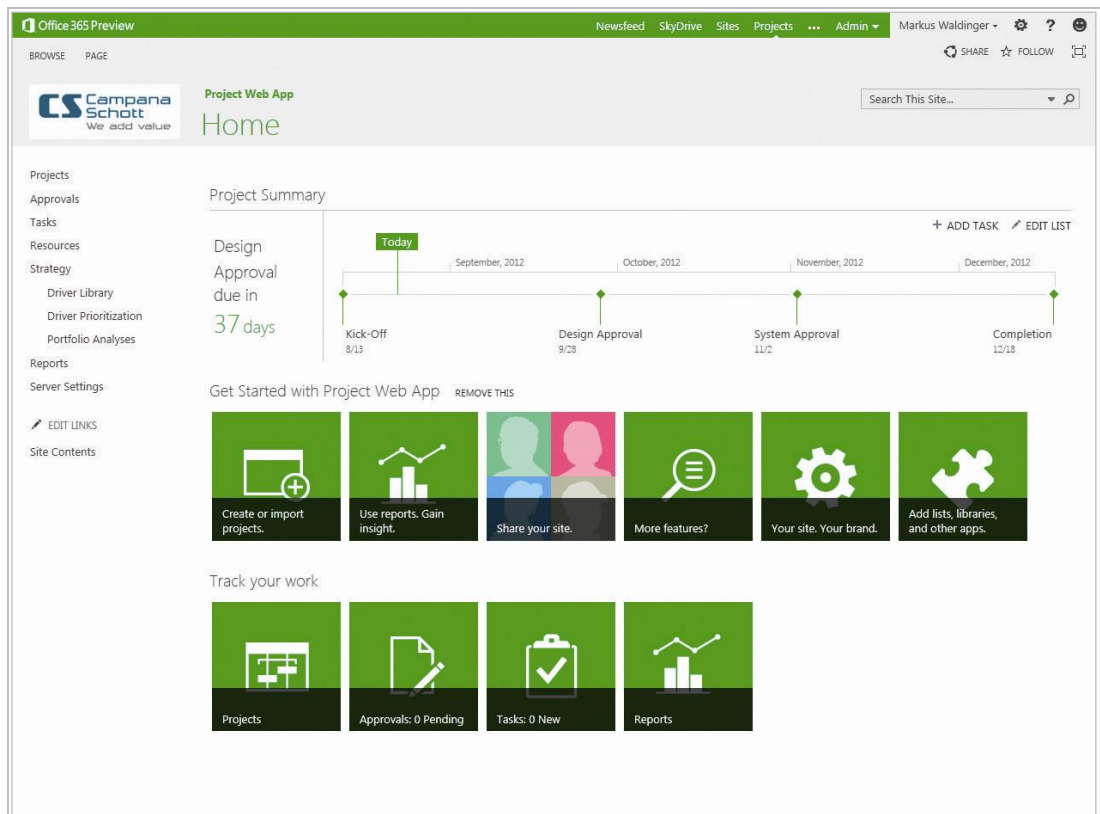 Office 365 Preview
Newsfeed SkyDrive Sites Projects ... Admin Markus Waldinger ?
BROWSE PAGE
SHARE FOLLOW
CS Campana
Schott
We add value
Project Web App
Home
Search This Site...
Projects
Approvals
Tasks
Resources
Strategy
Driver Library
Driver Prioritization
Portfolio Analyses
Reports
Server Settings
EDIT LINKS
Site Contents
Project Summary
+ ADD TASK EDIT LIST
Design
Approval
due in
37 days
Today
September, 2012 October, 2012 November, 2012 December, 2012
Kick-Off Design Approval System Approval Completion
8/13 9/28 11/2 12/18
Get Started with Project Web App REMOVE THIS
Create or import
projects.
Use reports. Gain
insight.
Share your site.
More features?
Your site. Your brand.
Add lists, libraries,
and other apps.
Track your work
Projects
Approvals: 0 Pending
Tasks: 0 New
Reports